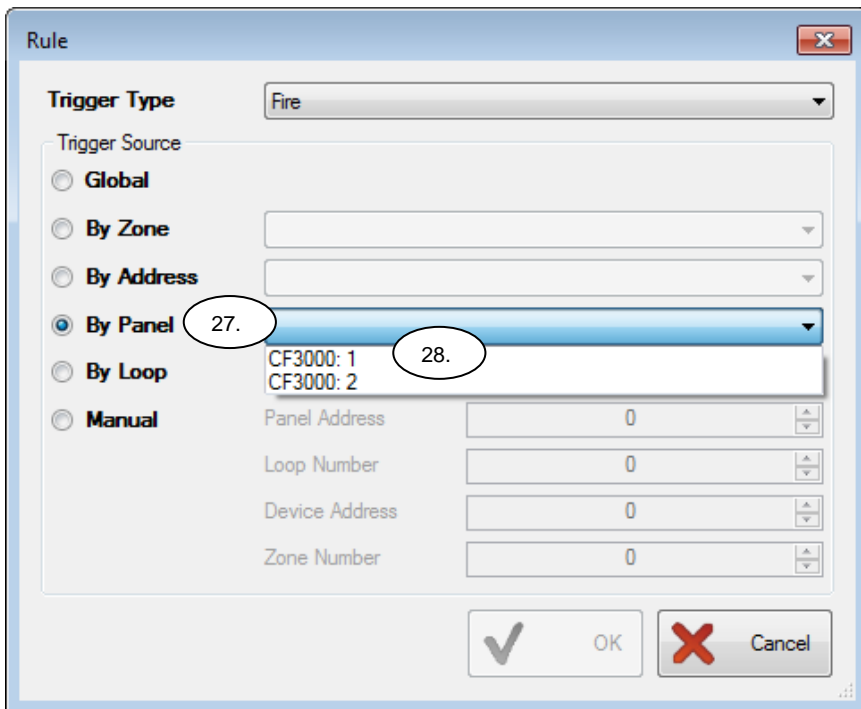 Rule
Trigger Type
Fire
Trigger Source
Global
By Zone
By Address
By Panel
27.
28.
CF3000: 1
CF3000: 2
By Loop
Manual
Panel Address
0
Loop Number
0
Device Address
0
Zone Number
0
OK
Cancel